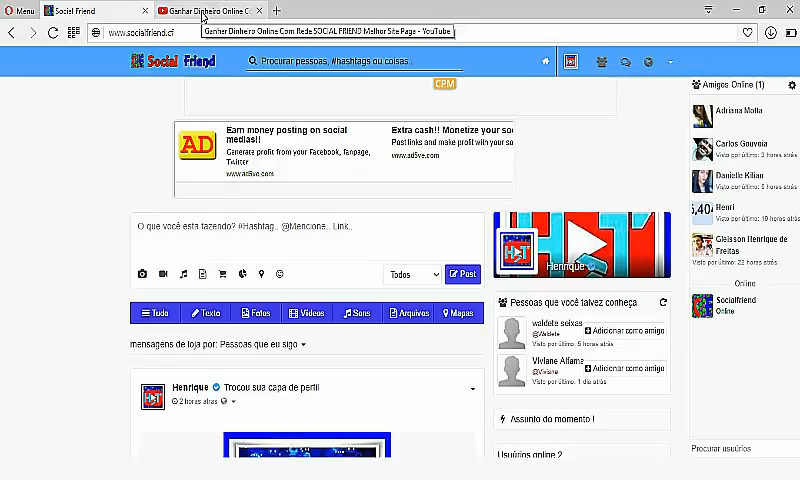 Menu
Social Friend
Ganhar Dinheiro Online Co
www.socialfriend.cf
Ganhar Dinheiro Online Com Rede SOCIAL FRIEND Melhor Site Paga - YouTube
Social Friend
Procurar pessoas, #hashtags ou coisas..
CPM
AD
Earn money posting on social
medias!!
Generate profit from your Facebook, fanpage,
Twitter
www.ad5ve.com
Extra cash!! Monetize your so
Post links and make profit with your so
www.ad5ve.com
O que você esta fazendo? #Hashtag.. @Mencione.. Link..
Todos
Post
Tudo
Texto
Fotos
Vídeos
Sons
Arquivos
Mapas
mensagens de loja por: Pessoas que eu sigo
Henrique Trocou sua capa de perfil
2 horas atras
Henrique
Pessoas que você talvez conheça
waldete seixas
@Waldete
Visto por último: 5 horas atrás
Adicionar como amigo
Viviane Alfama
@Viviane
Visto por último: 1 dia atrás
Adicionar como amigo
Assunto do momento !
Usuários online 2
Amigos Online (1)
Adriana Motta
Carlos Gouveia
Visto por último: 3 horas atrás
Danielle Kilian
Visto por último: 5 horas atrás
5,40
Henri
Visto por último: 10 horas atrás
Gleisson Henrique de
Freitas
Visto por último: 22 horas atrás
Online
Socialfriend
Online
Procurar usuários